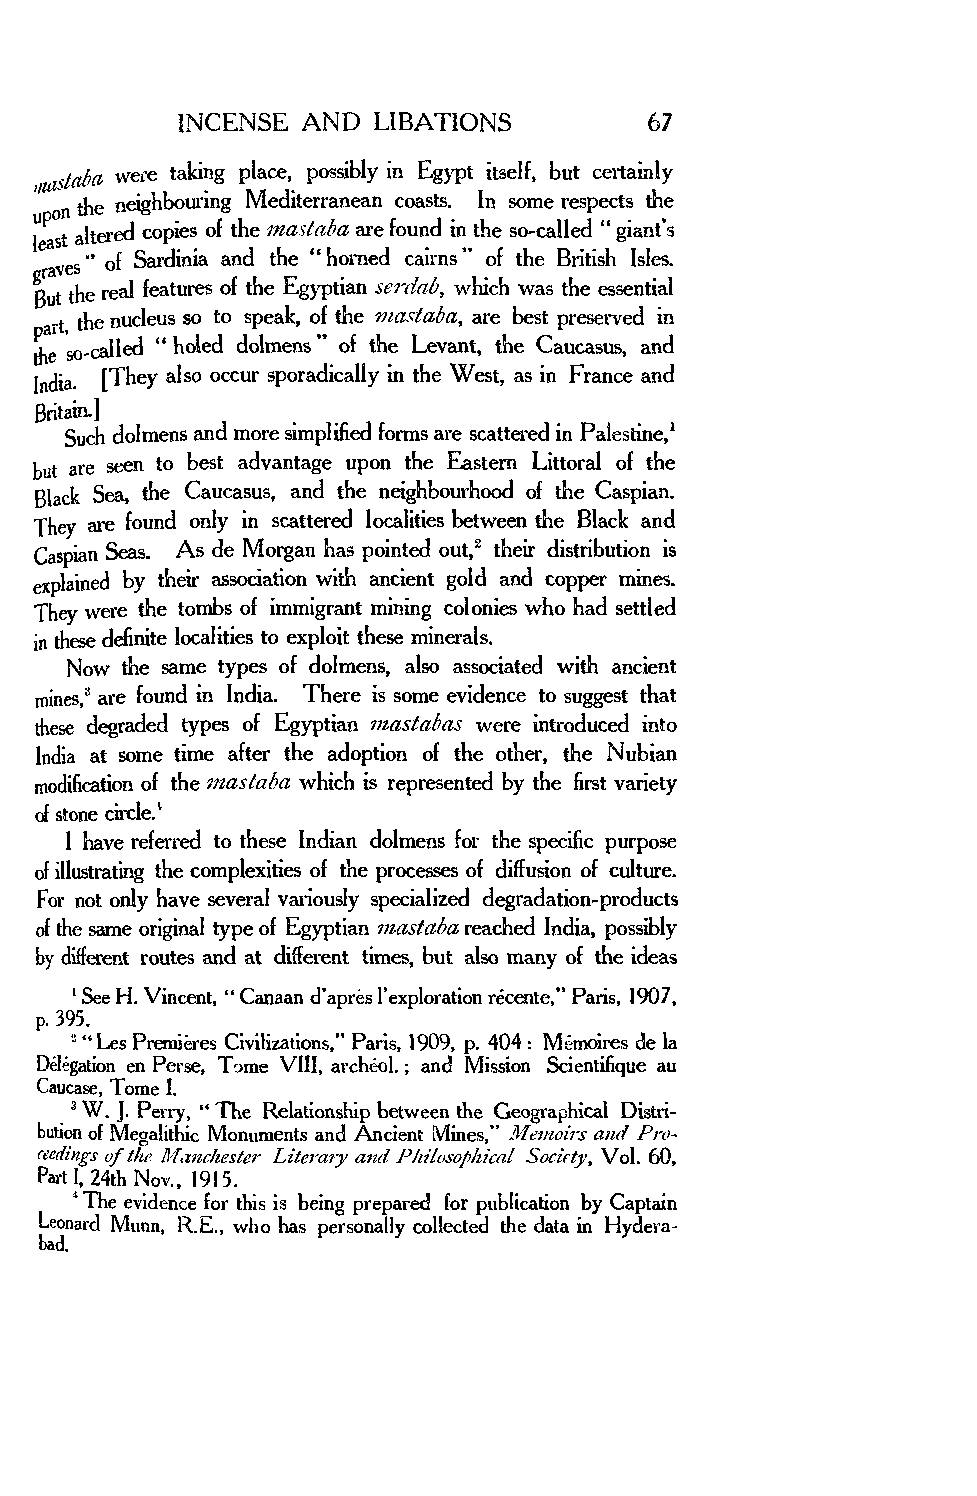 INCENSE AND LIBATIONS 67
mastaba were taking place, possibly in Egypt itself, but certainly
upon the neighbouring Mediterranean coasts. In some respects the
least altered copies of the mastaba are found in the so-called " giant's
graves " of Sardinia and the " horned cairns " of the British Isles.
But the real features of the Egyptian serdab, which was the essential
part, the nucleus so to speak, of the mastaba, are best preserved in
the so-called " holed dolmens " of the Levant, the Caucasus, and
India. [They also occur sporadically in the West, as in France and
Britain.]
Such dolmens and more simplified forms are scattered in Palestine,¹
but are seen to best advantage upon the Eastern Littoral of the
Black Sea, the Caucasus, and the neighbourhood of the Caspian.
They are found only in scattered localities between the Black and
Caspian Seas. As de Morgan has pointed out,² their distribution is
explained by their association with ancient gold and copper mines.
They were the tombs of immigrant mining colonies who had settled
in these definite localities to exploit these minerals.
Now the same types of dolmens, also associated with ancient
mines,³ are found in India. There is some evidence to suggest that
these degraded types of Egyptian mastabas were introduced into
India at some time after the adoption of the other, the Nubian
modification of the mastaba which is represented by the first variety
of stone circle.⁴
I have referred to these Indian dolmens for the specific purpose
of illustrating the complexities of the processes of diffusion of culture.
For not only have several variously specialized degradation-products
of the same original type of Egyptian mastaba reached India, possibly
by different routes and at different times, but also many of the ideas
¹ See H. Vincent, " Canaan d'après l'exploration récente," Paris, 1907,
p. 395.
² " Les Premières Civilizations," Paris, 1909, p. 404 : Mémoires de la
Délégation en Perse, Tome VIII, archéol. ; and Mission Scientifique au
Caucase, Tome I.
³ W. J. Perry, " The Relationship between the Geographical Distri-
bution of Megalithic Monuments and Ancient Mines," Memoirs and Pro-
ceedings of the Manchester Literary and Philosophical Society, Vol. 60,
Part I, 24th Nov., 1915.
⁴ The evidence for this is being prepared for publication by Captain
Leonard Munn, R.E., who has personally collected the data in Hydera-
bad.